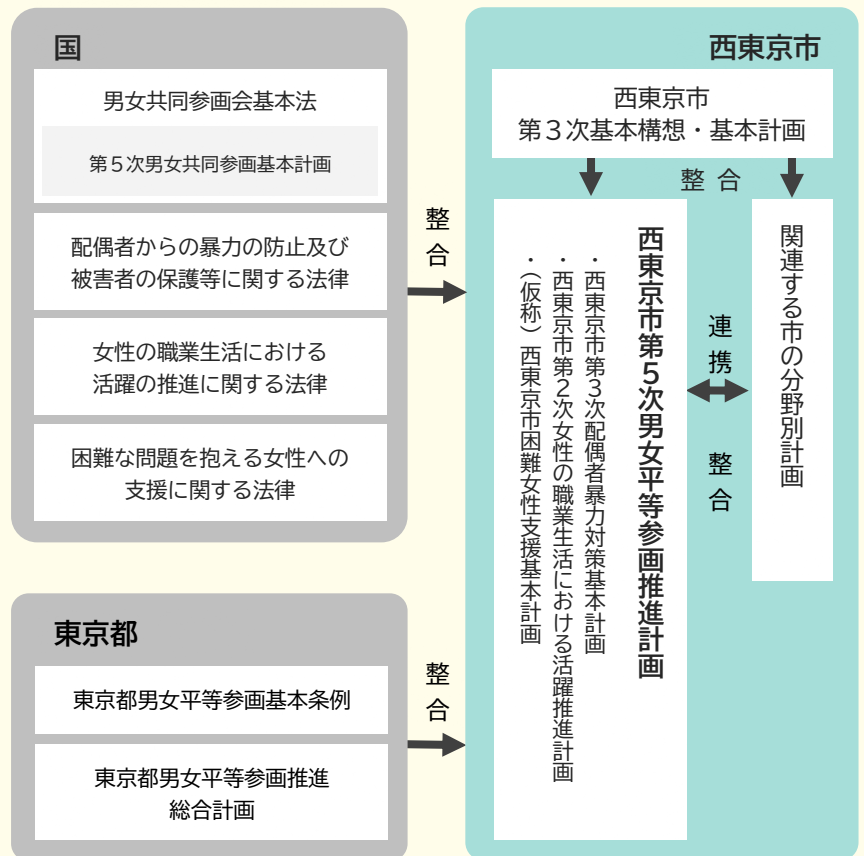 国
男女共同参画会基本法
第５次男女共同参画基本計画
配偶者からの暴力の防止及び
被害者の保護等に関する法律
女性の職業生活における
活躍の推進に関する法律
困難な問題を抱える女性への
支援に関する法律
整合
東京都
東京都男女平等参画基本条例
東京都男女平等参画推進
総合計画
整合
西東京市
西東京市
第３次基本構想・基本計画
整合
西東京市第５次男女平等参画推進計画
・西東京市第３次配偶者暴力対策基本計画
・西東京市第２次女性の職業生活における活躍推進計画
・（仮称）西東京市困難女性支援基本計画
連携
整合
関連する市の分野別計画